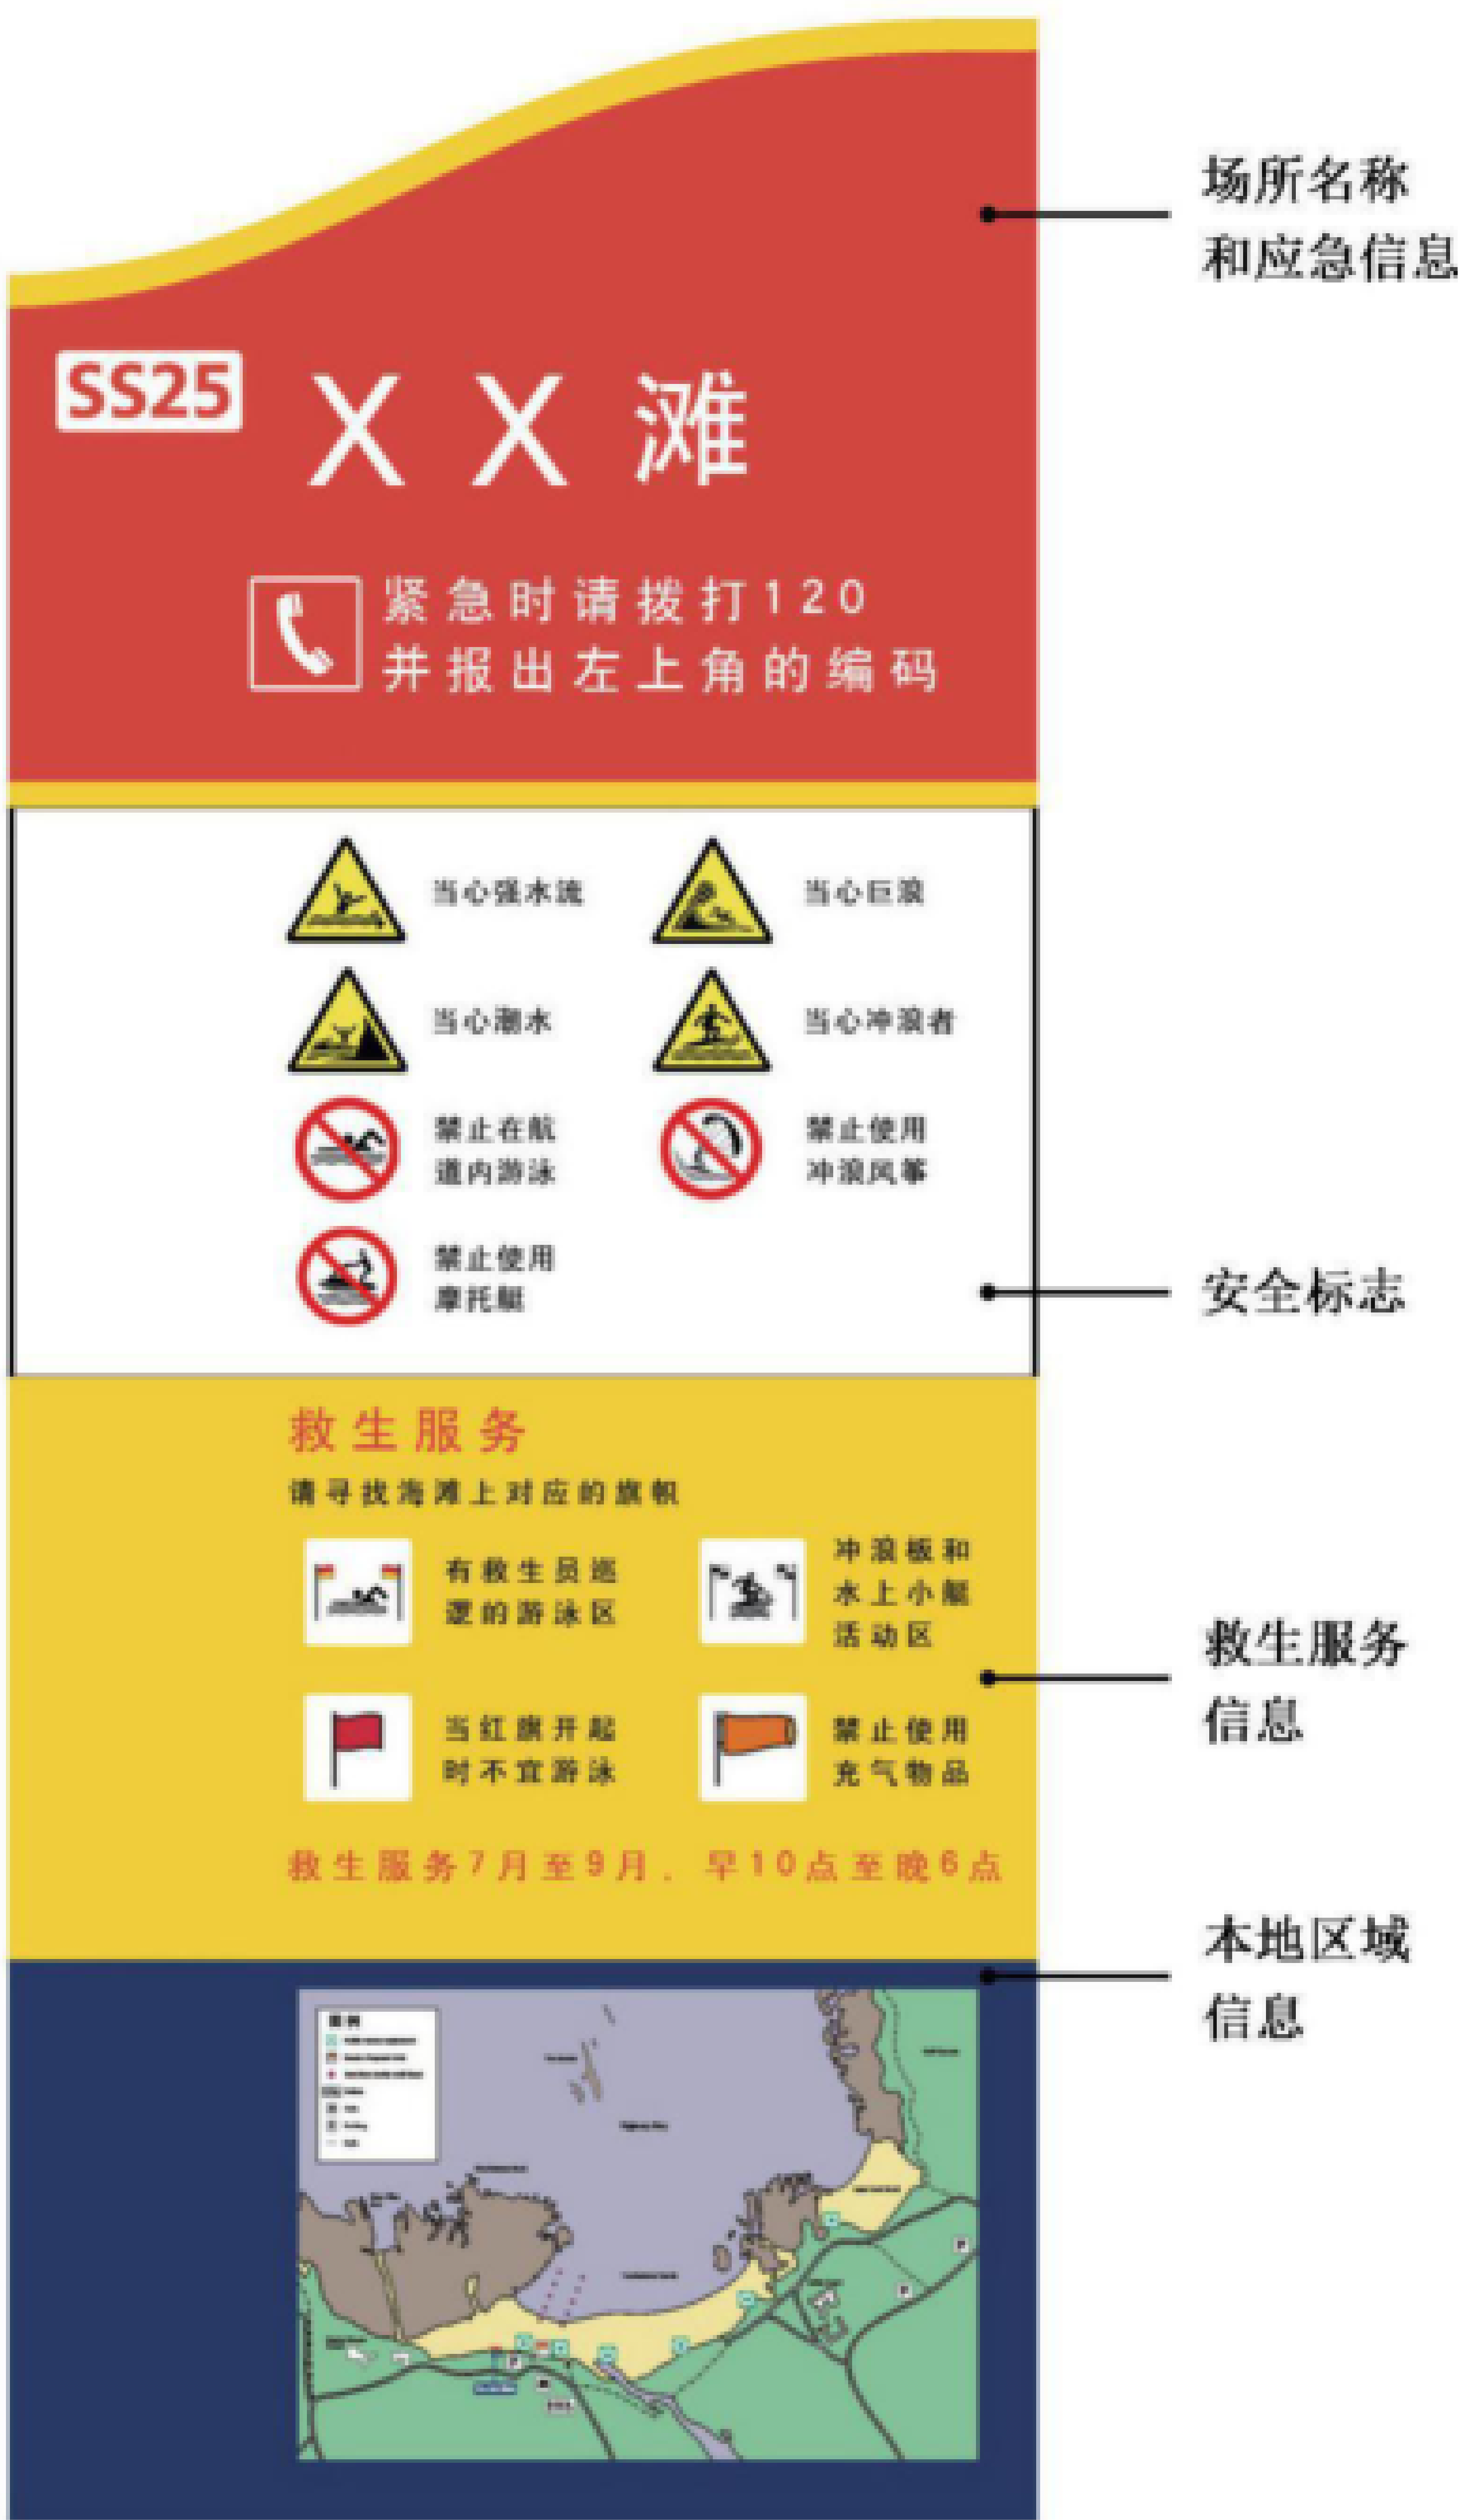 场所名称
和应急信息
SS25
X X 滩
紧急时请拨打120
并报出左上角的编码
当心强水流
当心巨浪
当心潮水
当心冲浪者
禁止在航
道内游泳
禁止使用
冲浪风筝
禁止使用
摩托艇
安全标志
救生服务
请寻找海滩上对应的旗帜
有救生员巡
逻的游泳区
冲浪板和
水上小艇
活动区
救生服务
信息
当红旗开起
时不宜游泳
禁止使用
充气物品
救生服务7月至9月，早10点至晚6点
本地区域
信息
图例